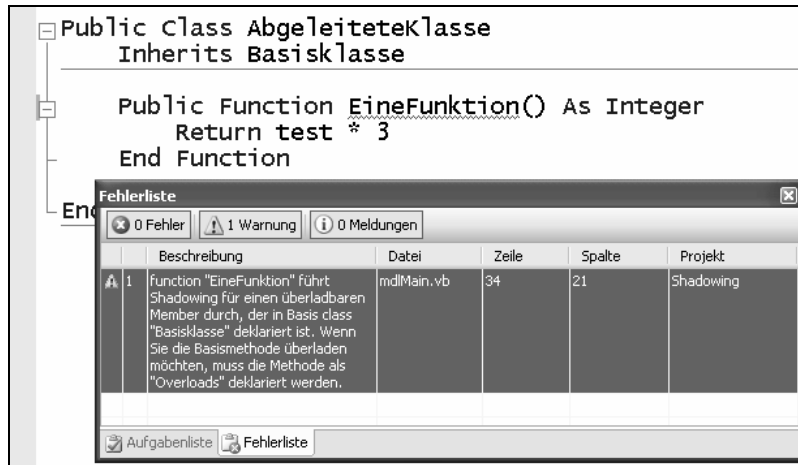 Public Class AbgeleiteteKlasse
Inherits Basisklasse
Public Function EineFunktion() As Integer
Return test * 3
End Function
Fehlerliste
0 Fehler 1 Warnung 0 Meldungen
Beschreibung Datei Zeile Spalte Projekt
1 function "EineFunktion" führt mdlMain.vb 34 21 Shadowing
Shadowing für einen überladbaren
Member durch, der in Basis class
"Basisklasse" deklariert ist. Wenn
Sie die Basismethode überladen
möchten, muss die Methode als
"Overloads" deklariert werden.
Aufgabenliste Fehlerliste